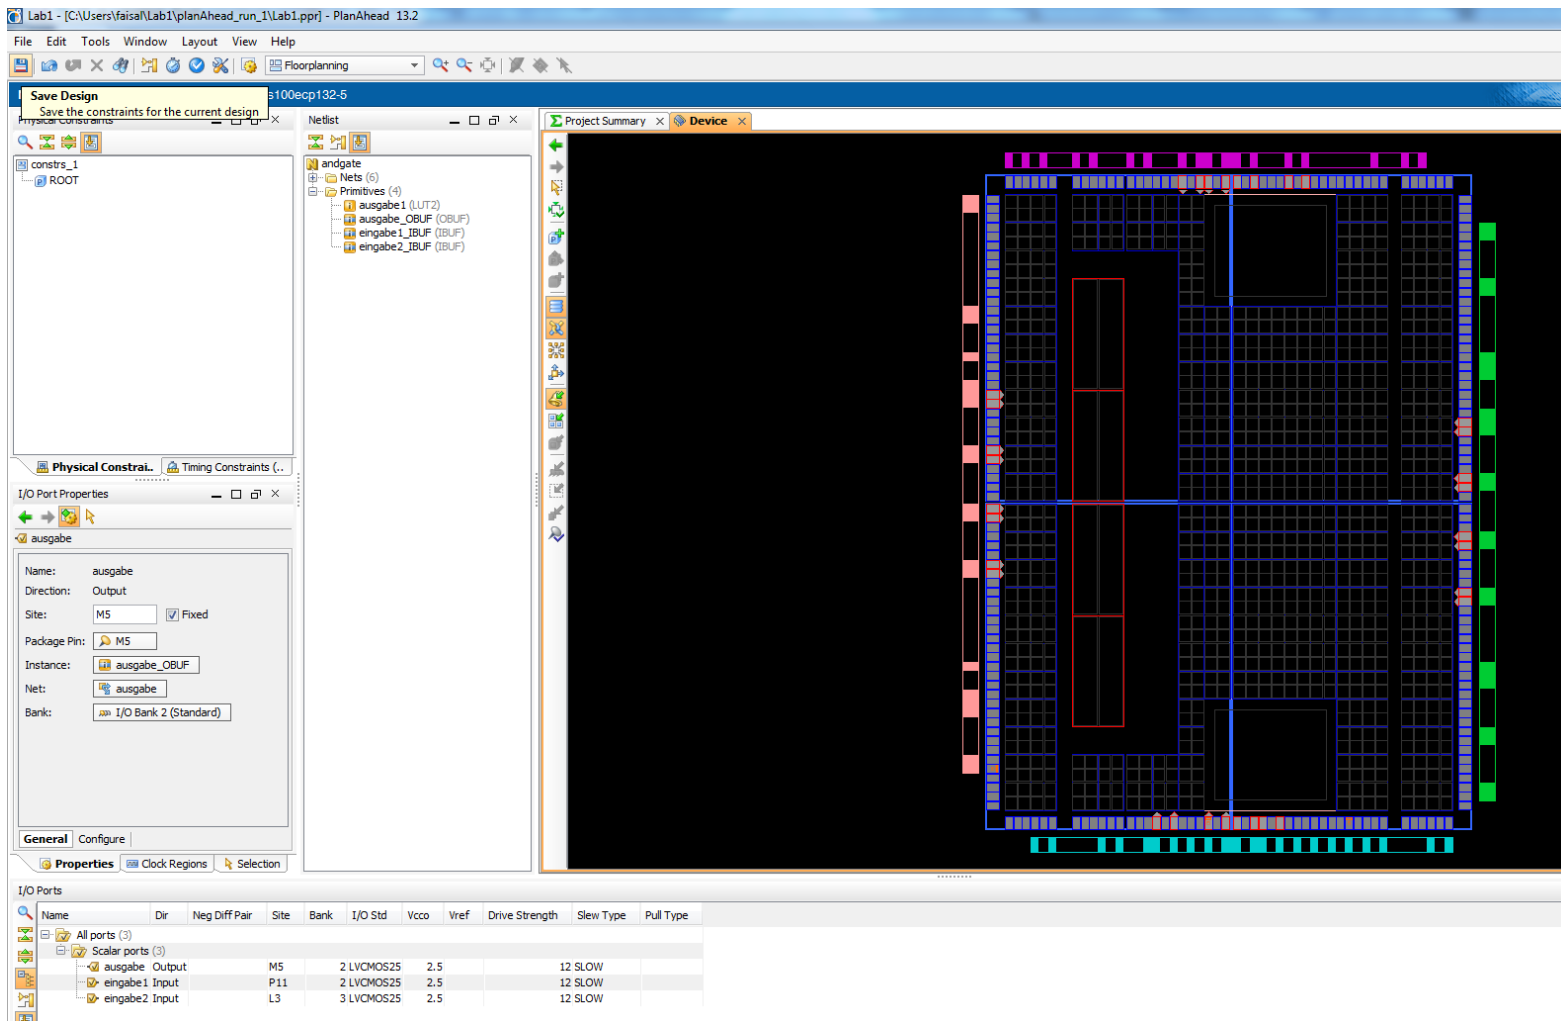 Lab1 - [C:\Users\faisal\Lab1\planAhead_run_1\Lab1.ppr] - PlanAhead 13.2
File Edit Tools Window Layout View Help
Floorplanning
Save Design
Save the constraints for the current design
s100ecp132-5
Physical Constraints
constrs_1
ROOT
Physical Constrai.. Timing Constraints (..
Netlist
andgate
Nets (6)
Primitives (4)
ausgabe1 (LUT2)
ausgabe_OBUF (OBUF)
eingabe1_IBUF (IBUF)
eingabe2_IBUF (IBUF)
Project Summary Device
I/O Port Properties
ausgabe
Name: ausgabe
Direction: Output
Site: M5 Fixed
Package Pin: M5
Instance: ausgabe_OBUF
Net: ausgabe
Bank: I/O Bank 2 (Standard)
General Configure
Properties Clock Regions Selection
I/O Ports
Name Dir Neg Diff Pair Site Bank I/O Std Vcco Vref Drive Strength Slew Type Pull Type
All ports (3)
Scalar ports (3)
ausgabe Output M5 2 LVCMOS25 2.5 12 SLOW
eingabe1 Input P11 2 LVCMOS25 2.5 12 SLOW
eingabe2 Input L3 3 LVCMOS25 2.5 12 SLOW